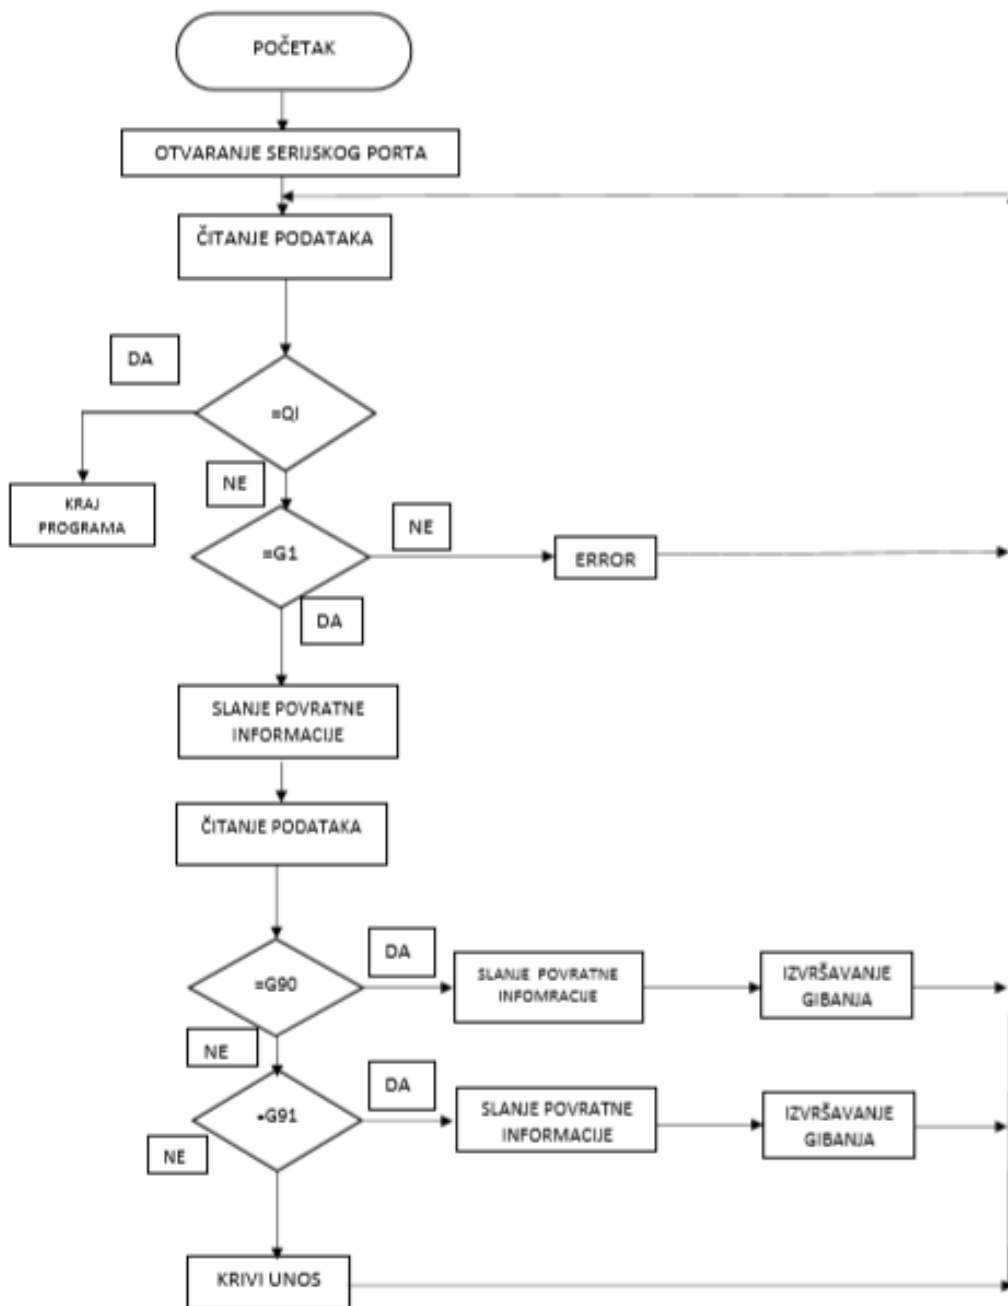 POČETAK
OTVARANJE SERIJSKOG PORTA
ČITANJE PODATAKA
DA
=QI
NE
KRAJ
PROGRAMA
NE
=G1
ERROR
DA
SLANJE POVRATNE
INFORMACIJE
ČITANJE PODATAKA
DA
=G90
SLANJE POVRATNE
INFOMRACIJE
IZVRŠAVANJE
GIBANJA
NE
DA
=G91
SLANJE POVRATNE
INFORMACIJE
IZVRŠAVANJE
GIBANJA
NE
KRIVI UNOS